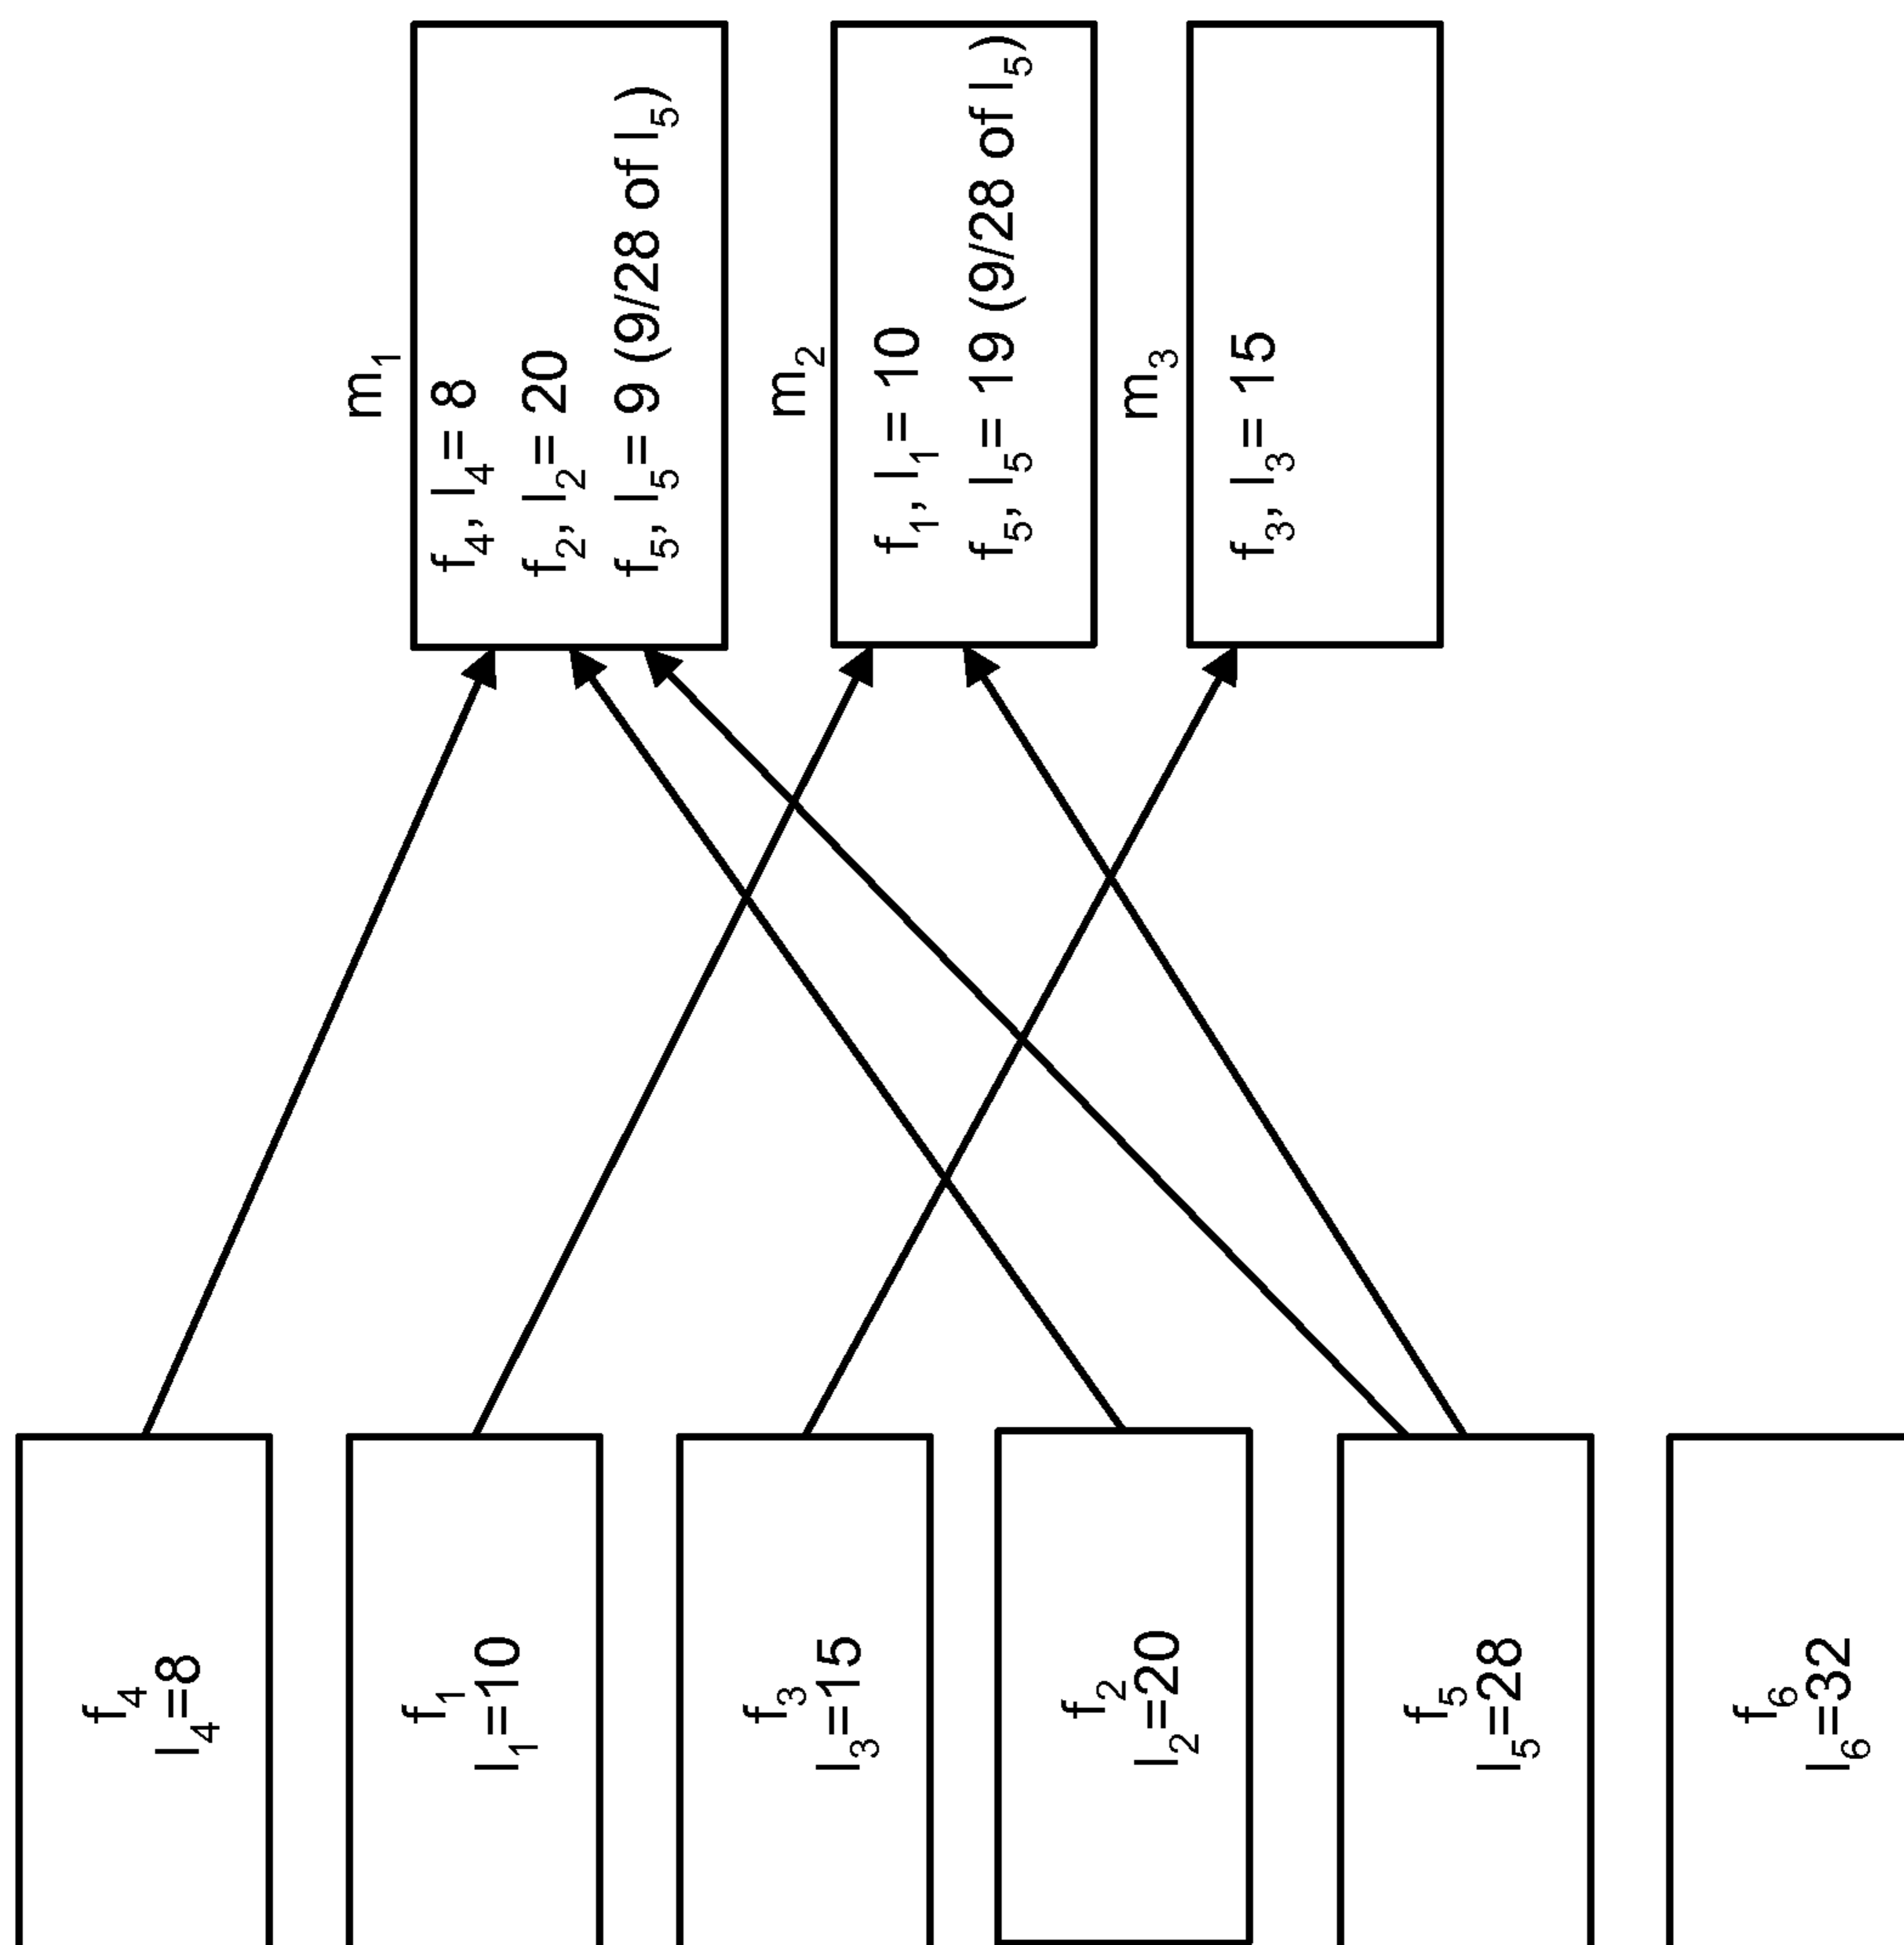 f4
l4=8
f1
l1=10
f3
l3=15
f2
l2=20
f5
l5=28
f6
l6=32
m1
f4, l4= 8
f2, l2= 20
f5, l5= 9 (9/28 of l5)
m2
f1, l1= 10
f5, l5= 19 (9/28 of l5)
m3
f3, l3= 15